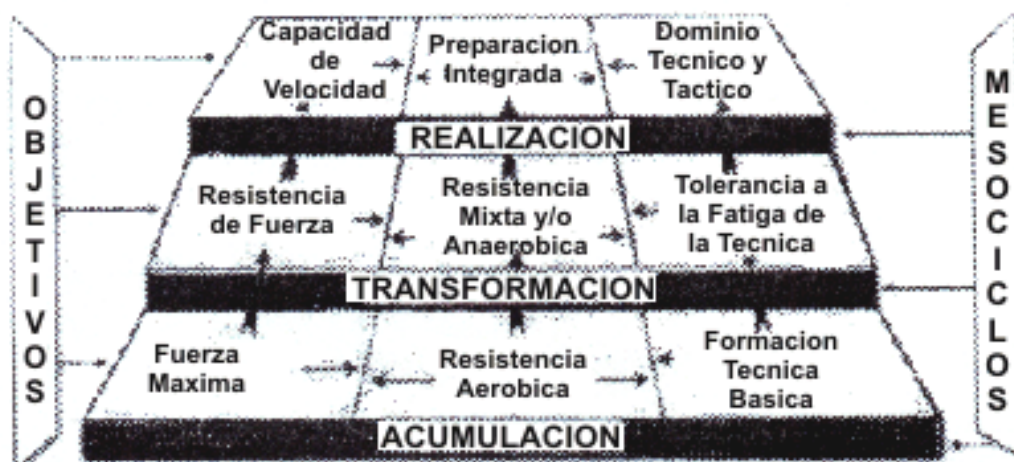 OBJETIVOS
Capacidad
de
Velocidad
Preparacion
Integrada
Dominio
Tecnico y
Tactico
REALIZACION
Resistencia
de Fuerza
Resistencia
Mixta y/o
Anaerobica
Tolerancia a
la Fatiga de
la Tecnica
TRANSFORMACION
Fuerza
Maxima
Resistencia
Aerobica
Formacion
Tecnica
Basica
ACUMULACION
MESOCICLOS